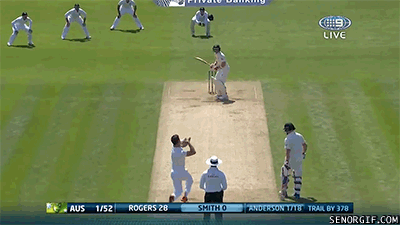 Private Banking
9
LIVE
AUS 1/52 ROGERS 28 SMITH 0 ANDERSON 1/18 TRAIL BY 378
SENORGIF.COM